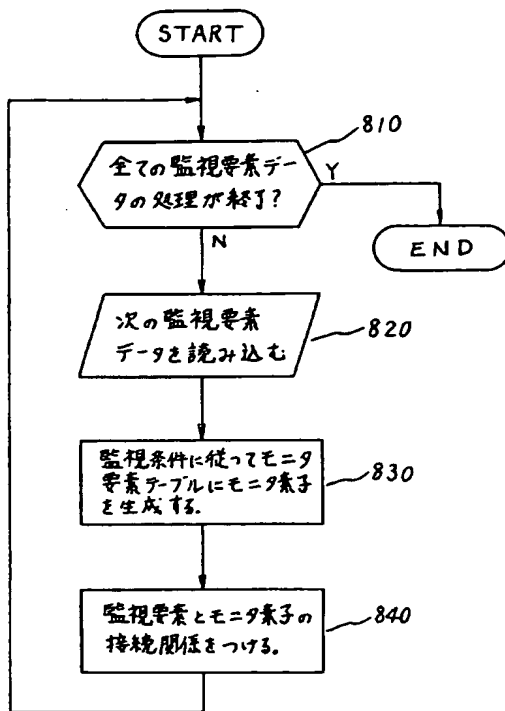 START
810
全ての監視要素デー
タの処理が終了?
Y
END
N
次の監視要素
データを読み込む
820
監視条件に従ってモニタ
要素テーブルにモニタ素子
を生成する.
830
監視要素とモニタ素子の
接続関係をつける.
840